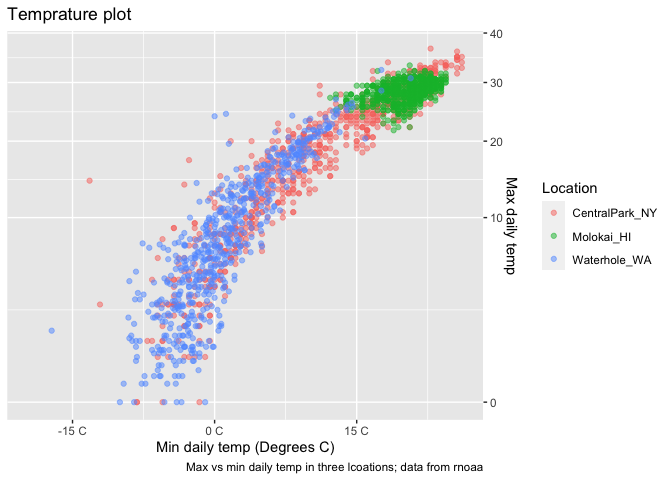 Temprature plot
40
30
20
10
0
Max daily temp
-15 C
0 C
15 C
Min daily temp (Degrees C)
Max vs min daily temp in three lcoations; data from rnoaa
Location
CentralPark_NY
Molokai_HI
Waterhole_WA